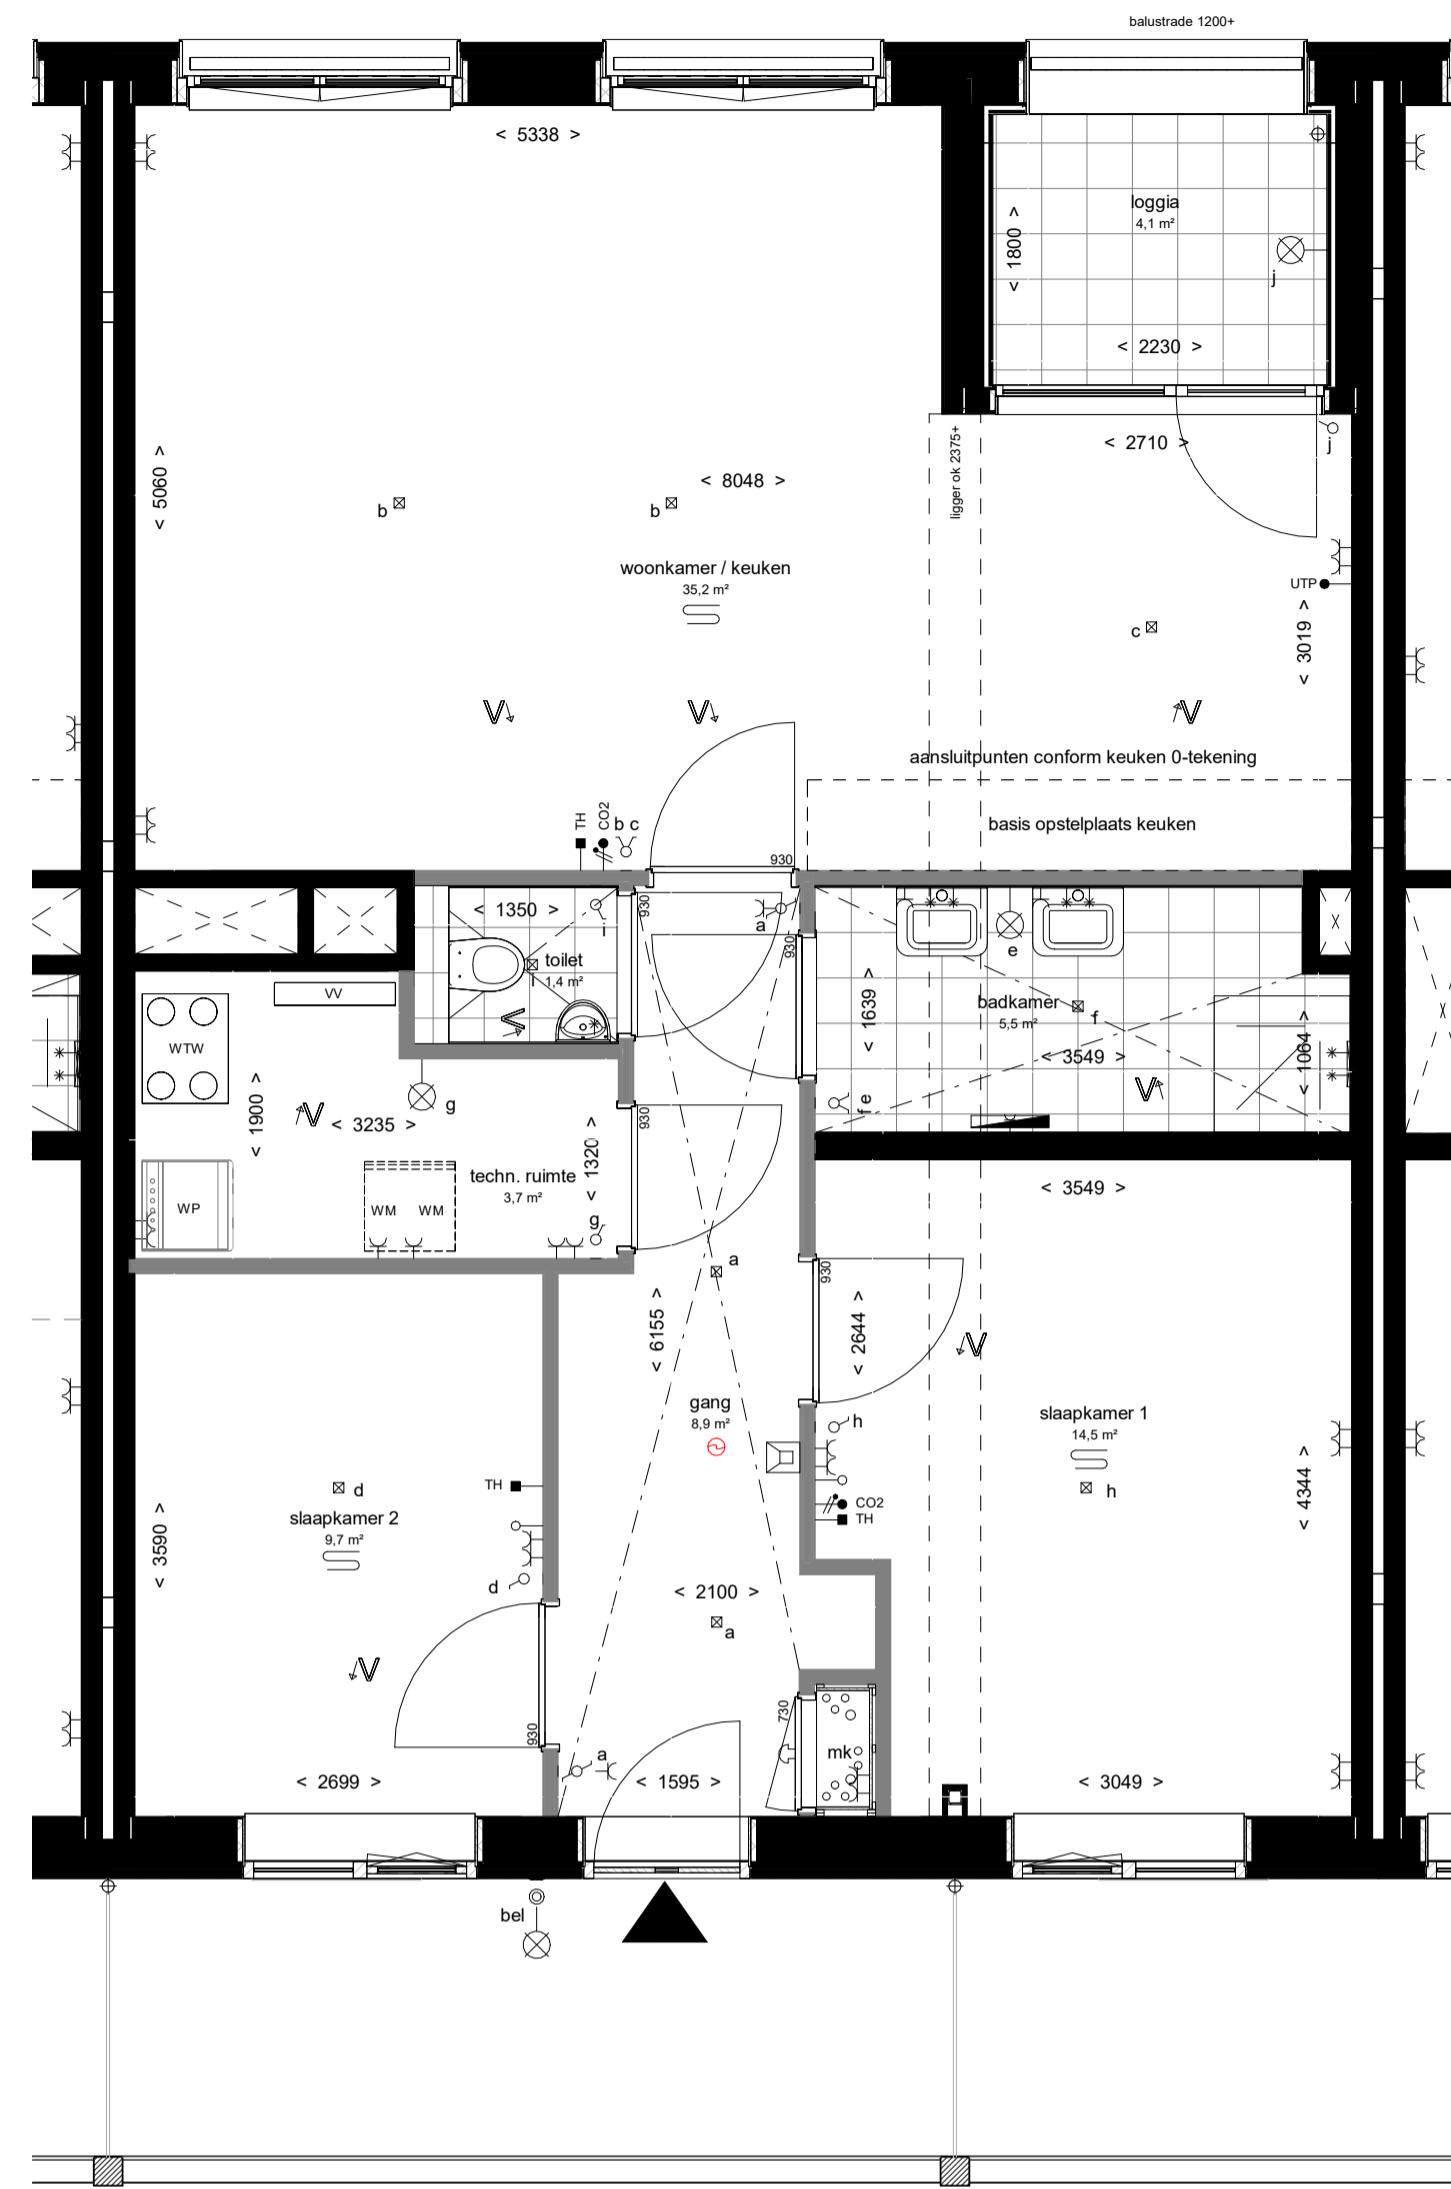 balustrade 1200+
< 5338 >
loggia
4,1 m²
< 1800 >
j
< 2230 >
ligger ok 2375+
< 2710 >
j
< 5060 >
< 8048 >
b
b
woonkamer / keuken
35,2 m²
UTP
c
< 3019 >
V
V
V
aansluitpunten conform keuken 0-tekening
TH
CO2
b c
basis opstelplaats keuken
930
< 1350 >
i
930
a
930
e
toilet
1,4 m²
i
VV
badkamer
5,5 m²
f
< 1639 >
WTW
V
< 3549 >
< 1064 >
V
g
V
< 3235 >
< 1900 >
930
f e
< 1320 >
techn. ruimte
3,7 m²
< 3549 >
WP
WM WM
g
a
930
< 6155 >
< 2644 >
V
gang
8,9 m²
slaapkamer 1
14,5 m²
h
TH
d
h
slaapkamer 2
9,7 m²
CO2
TH
< 4344 >
< 3590 >
d
< 2100 >
a
V
730
930
mk
a
< 2699 >
< 1595 >
< 3049 >
bel